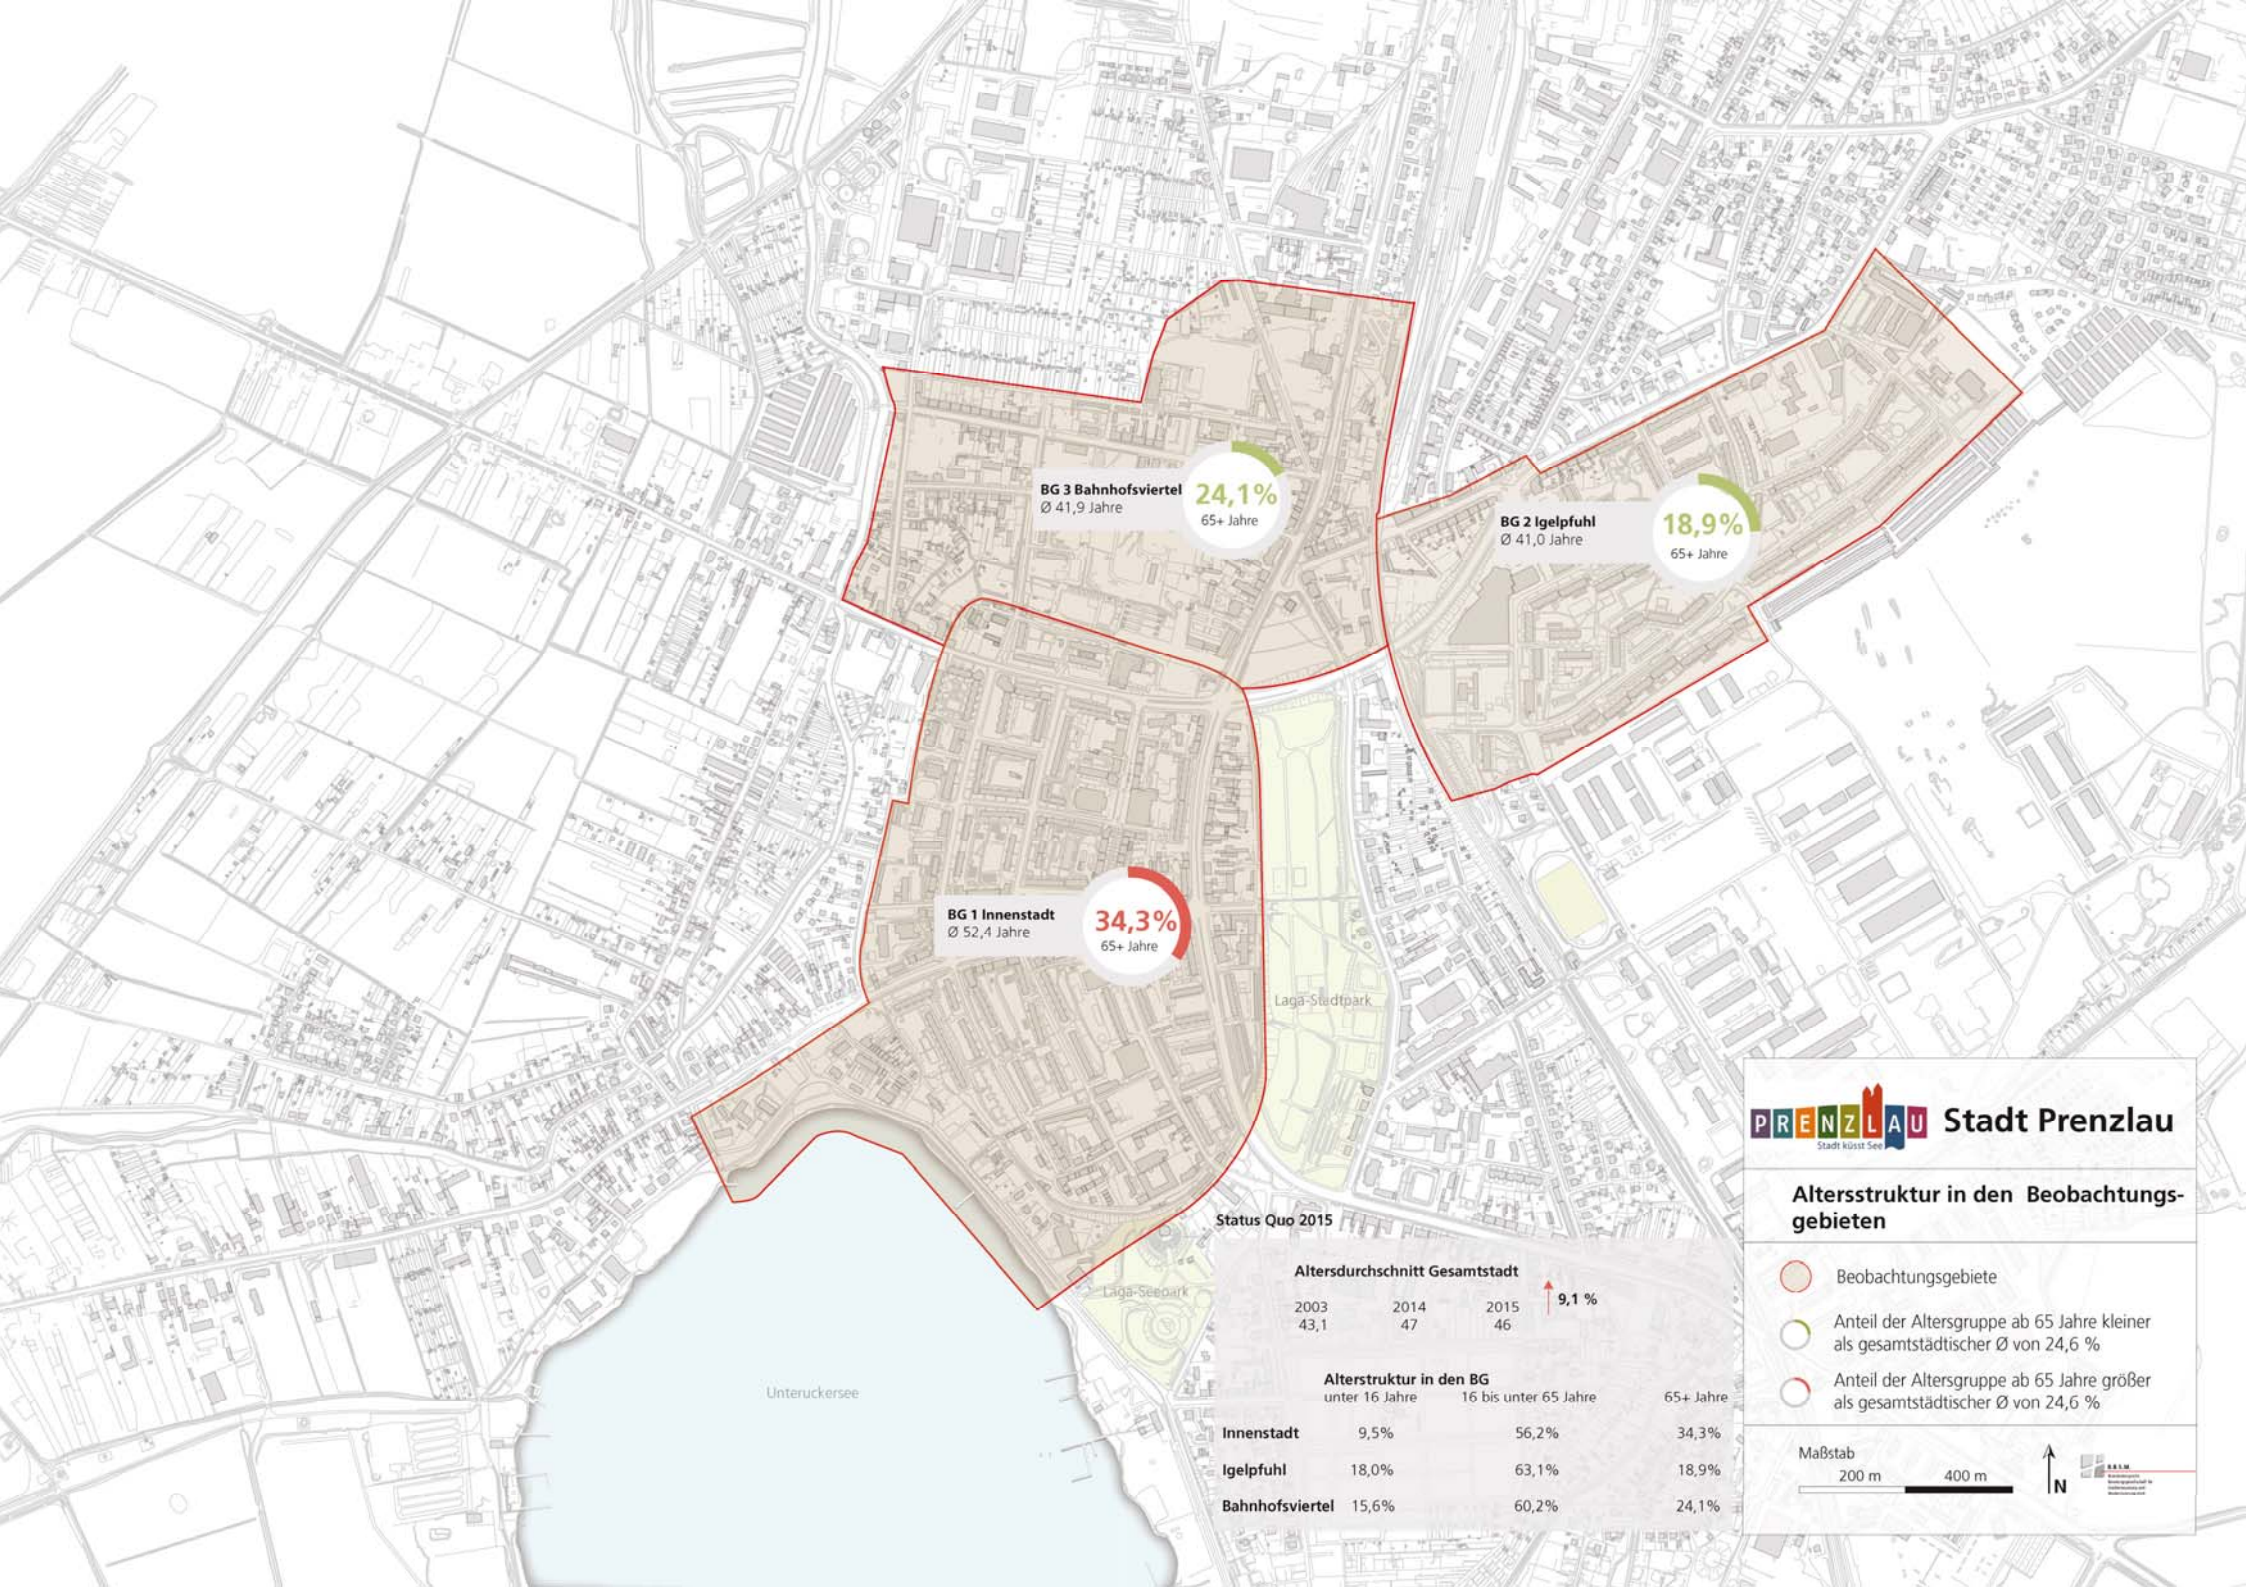 BG 3 Bahnhofsviertel
Ø 41,9 Jahre
24,1%
65+ Jahre
BG 2 Igelpfuhl
Ø 41,0 Jahre
18,9%
65+ Jahre
BG 1 Innenstadt
Ø 52,4 Jahre
34,3%
65+ Jahre
Laga-Stadtpark
Laga-Seepark
Unteruckersee
Status Quo 2015
Altersdurchschnitt Gesamtstadt
2003 2014 2015
43,1 47 46
9,1 %
Alterstruktur in den BG
unter 16 Jahre 16 bis unter 65 Jahre 65+ Jahre
Innenstadt 9,5% 56,2% 34,3%
Igelpfuhl 18,0% 63,1% 18,9%
Bahnhofsviertel 15,6% 60,2% 24,1%
PRENZLAU
Stadt küsst See
Stadt Prenzlau
Altersstruktur in den Beobachtungs-
gebieten
Beobachtungsgebiete
Anteil der Altersgruppe ab 65 Jahre kleiner
als gesamtstädtischer Ø von 24,6 %
Anteil der Altersgruppe ab 65 Jahre größer
als gesamtstädtischer Ø von 24,6 %
Maßstab
200 m 400 m
N